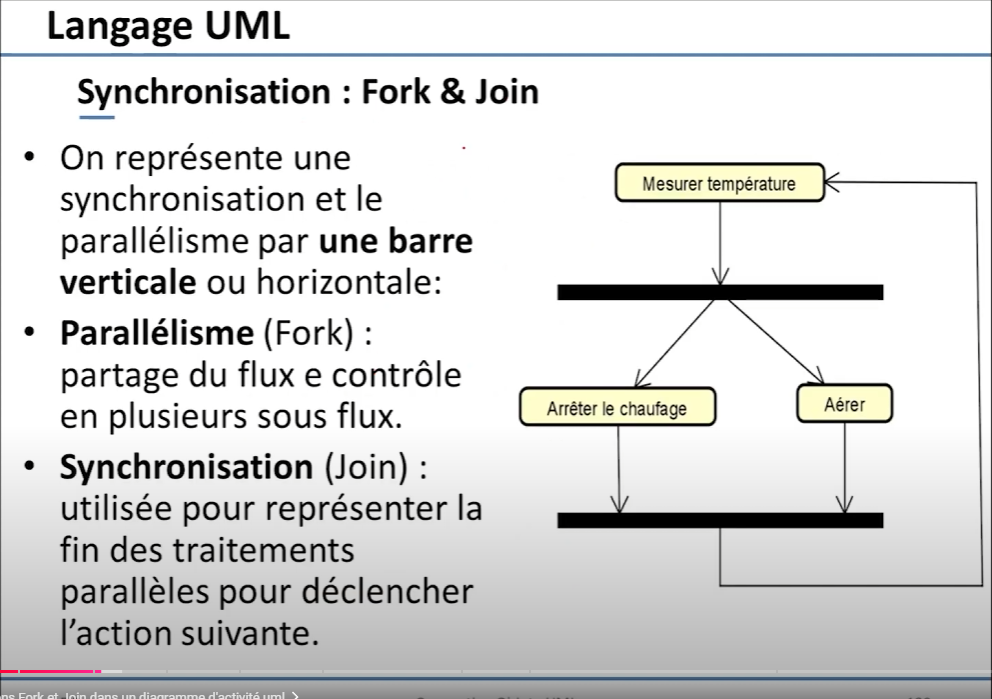 Langage UML
Synchronisation : Fork & Join
• On représente une
synchronisation et le
parallélisme par une barre
verticale ou horizontale:
• Parallélisme (Fork) :
partage du flux e contrôle
en plusieurs sous flux.
• Synchronisation (Join) :
utilisée pour représenter la
fin des traitements
parallèles pour déclencher
l’action suivante.
Mesurer température
Arrêter le chaufage
Aérer
Fork et Join dans un diagramme d'activité uml